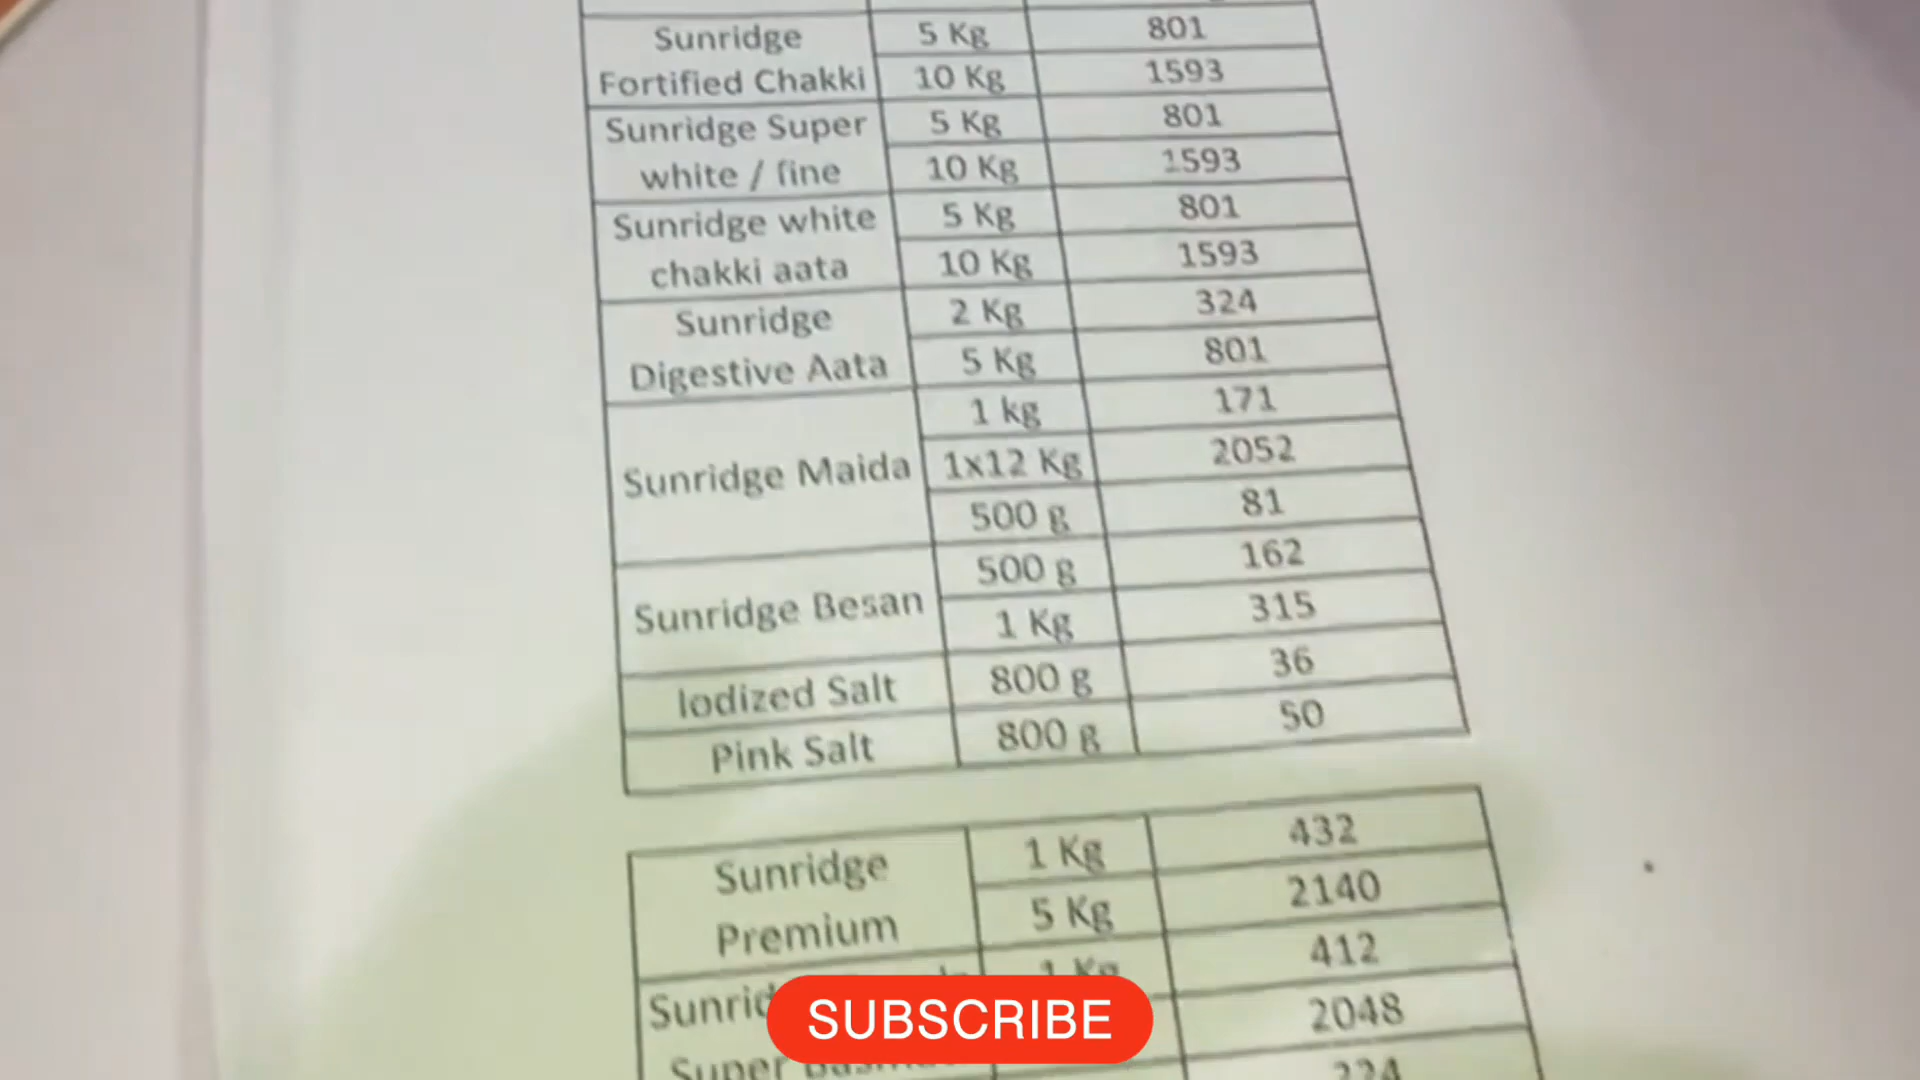 Sunridge
Fortified Chakki
5 Kg 801
10 Kg 1593
Sunridge Super
white / fine
5 Kg 801
10 Kg 1593
Sunridge white
chakki aata
5 Kg 801
10 Kg 1593
Sunridge
Digestive Aata
2 Kg 324
5 Kg 801
Sunridge Maida
1 kg 171
1x12 Kg 2052
500 g 81
Sunridge Besan
500 g 162
1 Kg 315
Iodized Salt 800 g 36
Pink Salt 800 g 50
Sunridge
Premium
1 Kg 432
5 Kg 2140
1 Kg 412
2048
Super
SUBSCRIBE